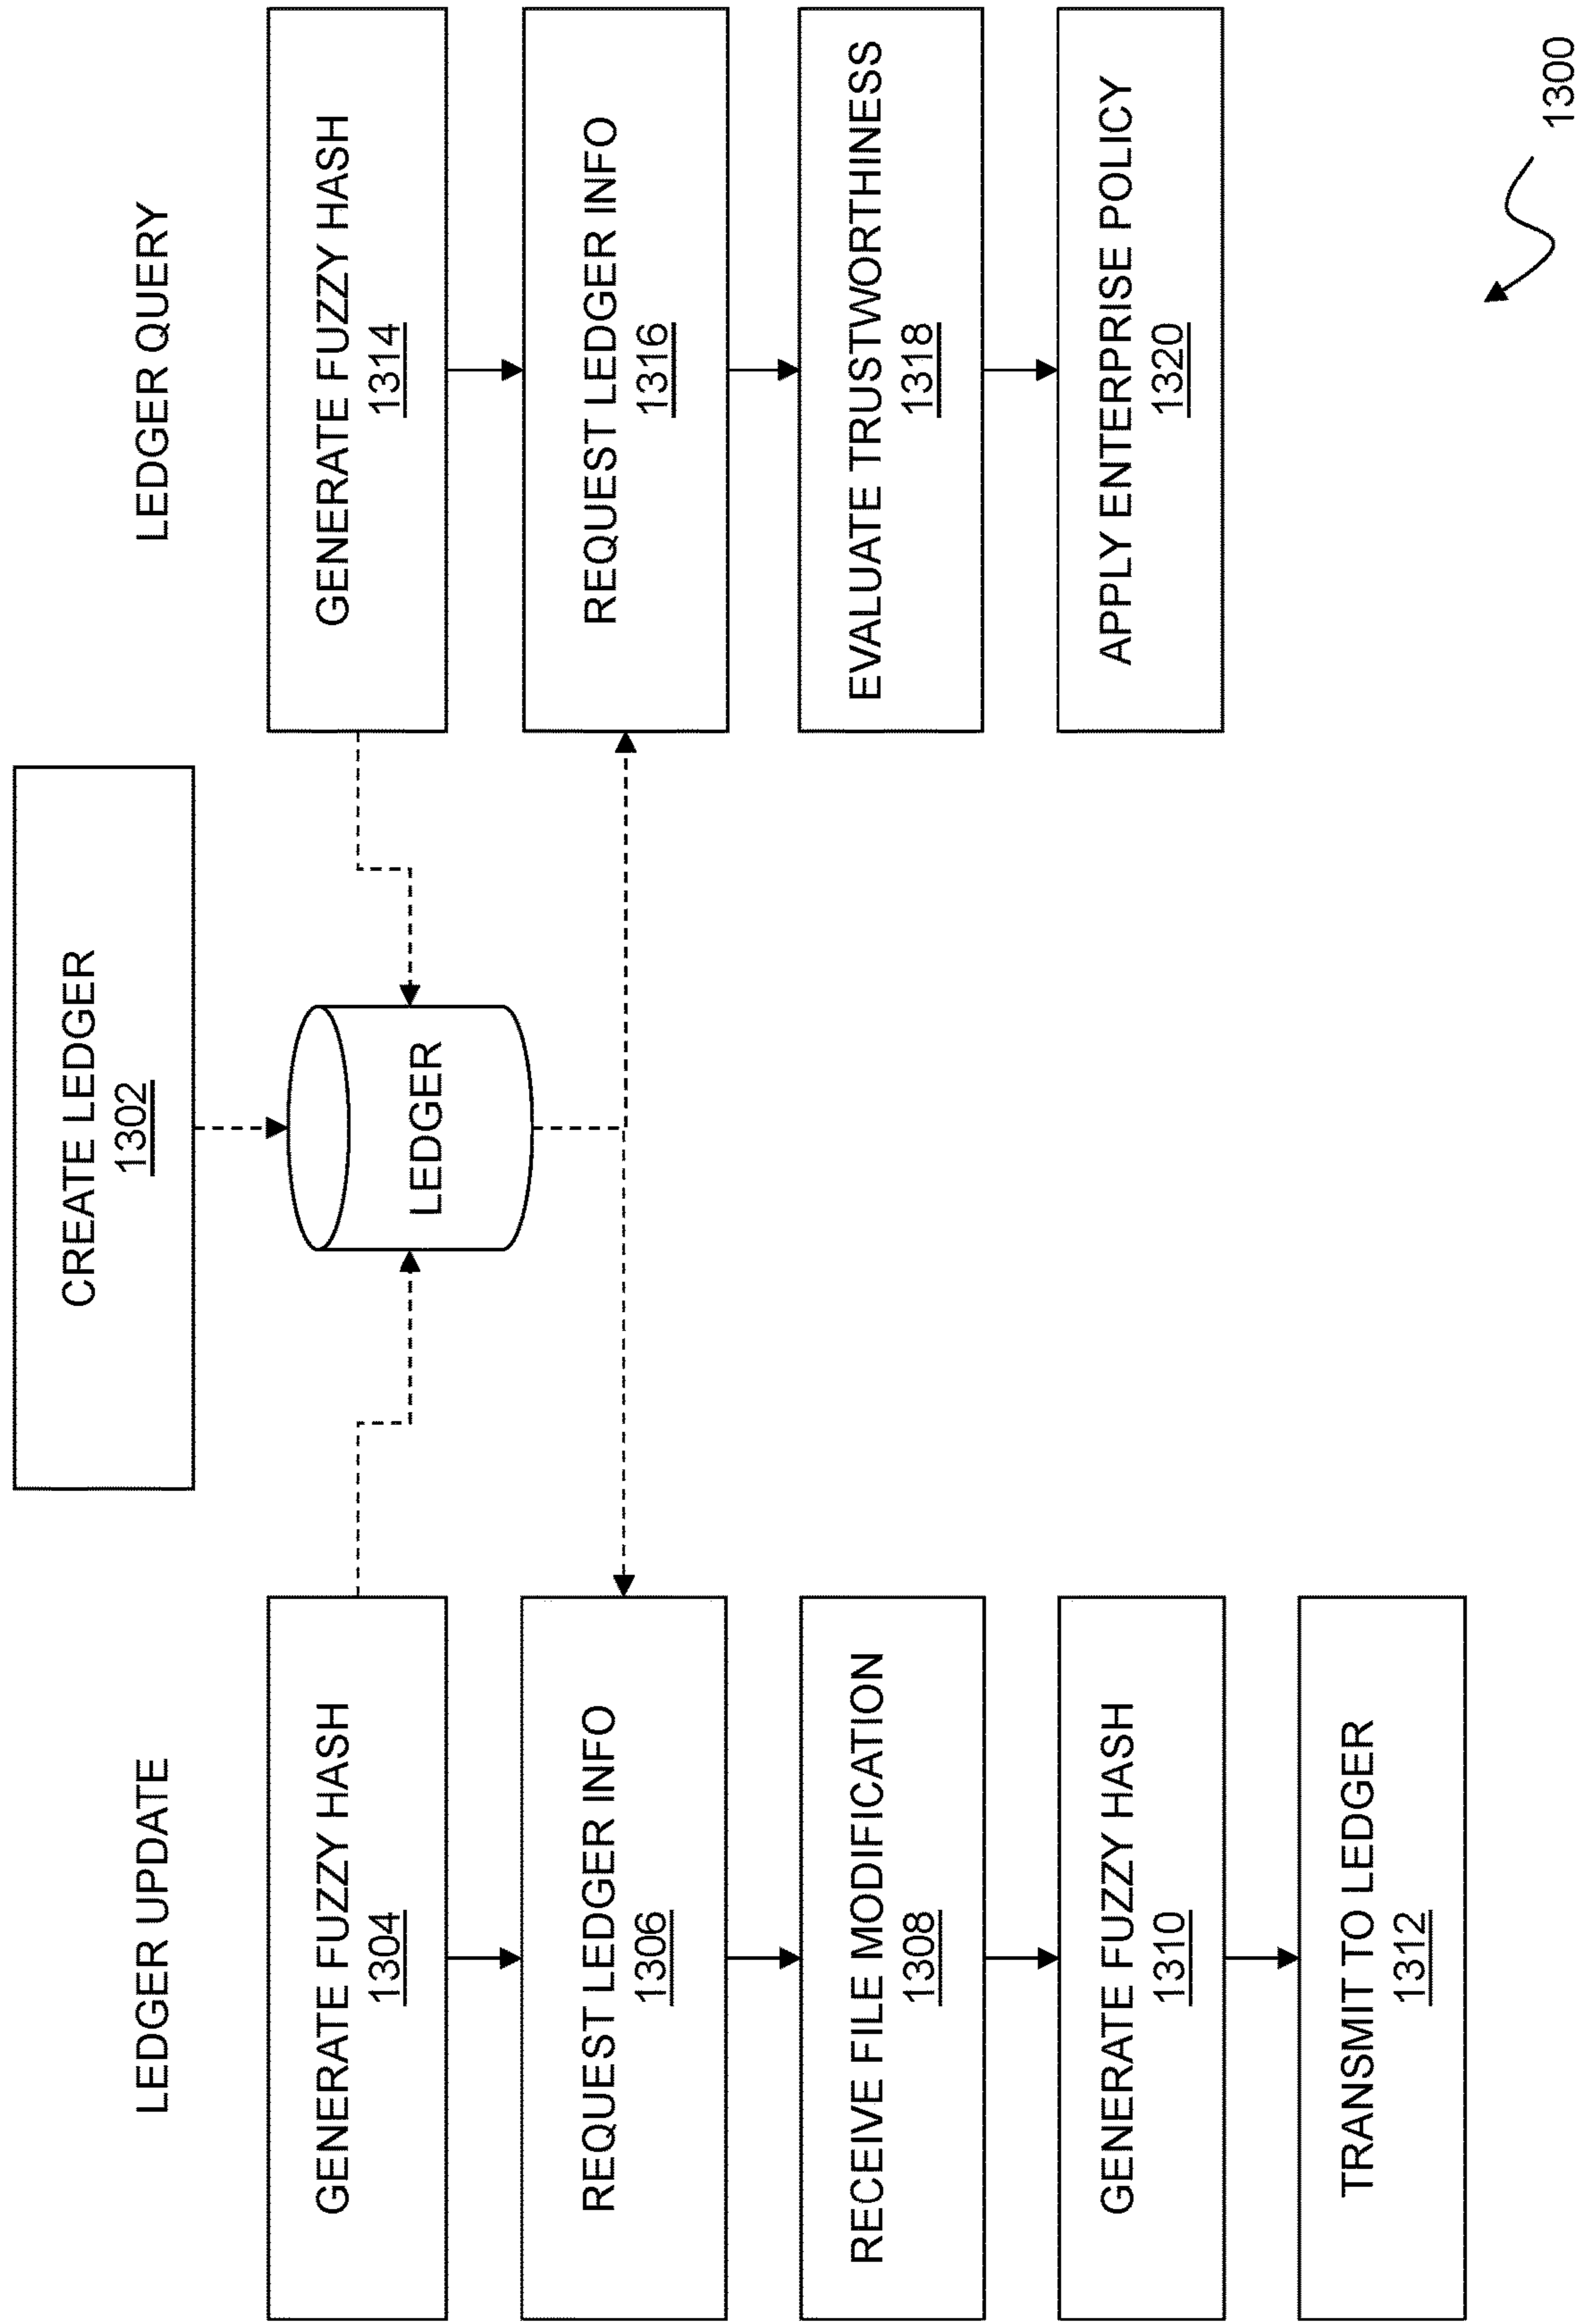 CREATE LEDGER
1302
LEDGER UPDATE
LEDGER QUERY
GENERATE FUZZY HASH
1304
LEDGER
GENERATE FUZZY HASH
1314
REQUEST LEDGER INFO
1306
REQUEST LEDGER INFO
1316
RECEIVE FILE MODIFICATION
1308
EVALUATE TRUSTWORTHINESS
1318
GENERATE FUZZY HASH
1310
APPLY ENTERPRISE POLICY
1320
TRANSMIT TO LEDGER
1312
1300